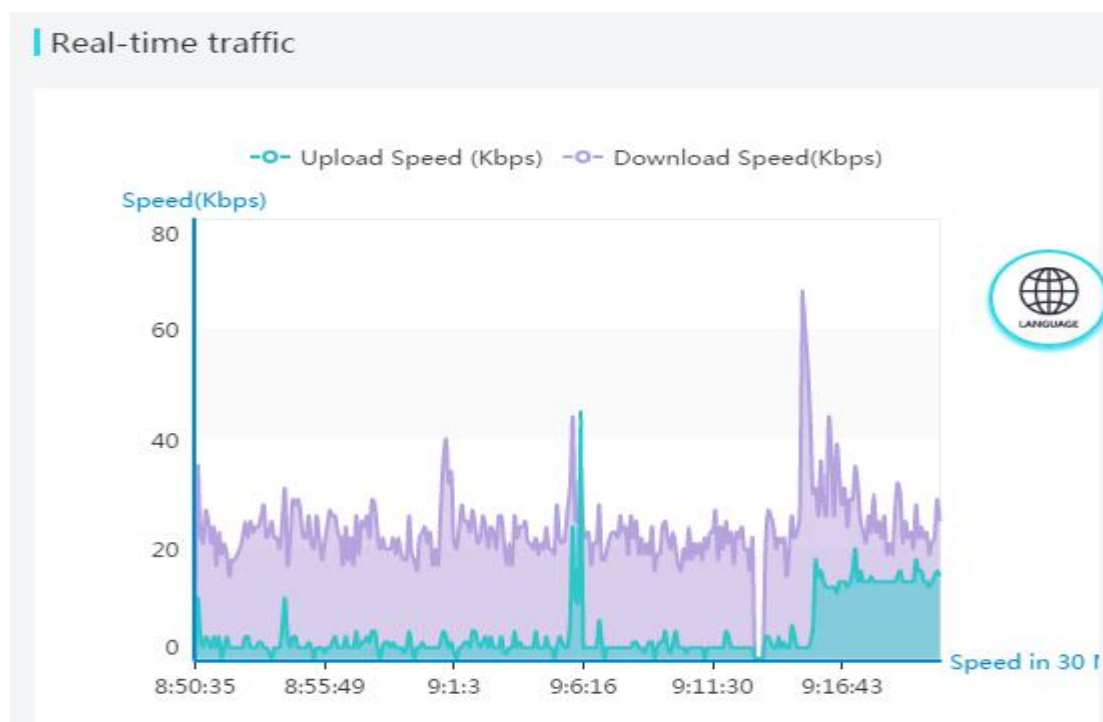 Real-time traffic
Upload Speed (Kbps) Download Speed(Kbps)
Speed(Kbps)
80
60
LANGUAGE
40
20
0
Speed in 30
8:50:35 8:55:49 9:1:3 9:6:16 9:11:30 9:16:43